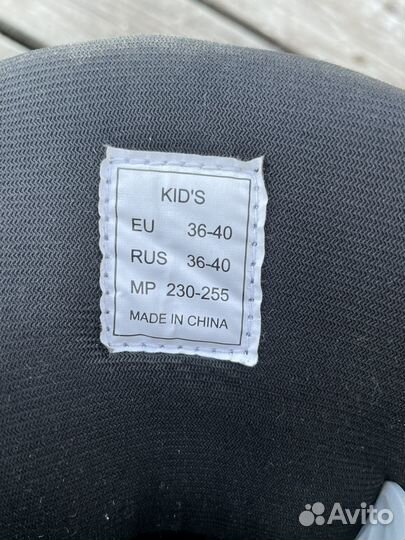 KID'S
EU 36-40
RUS 36-40
MP 230-255
MADE IN CHINA
Avito